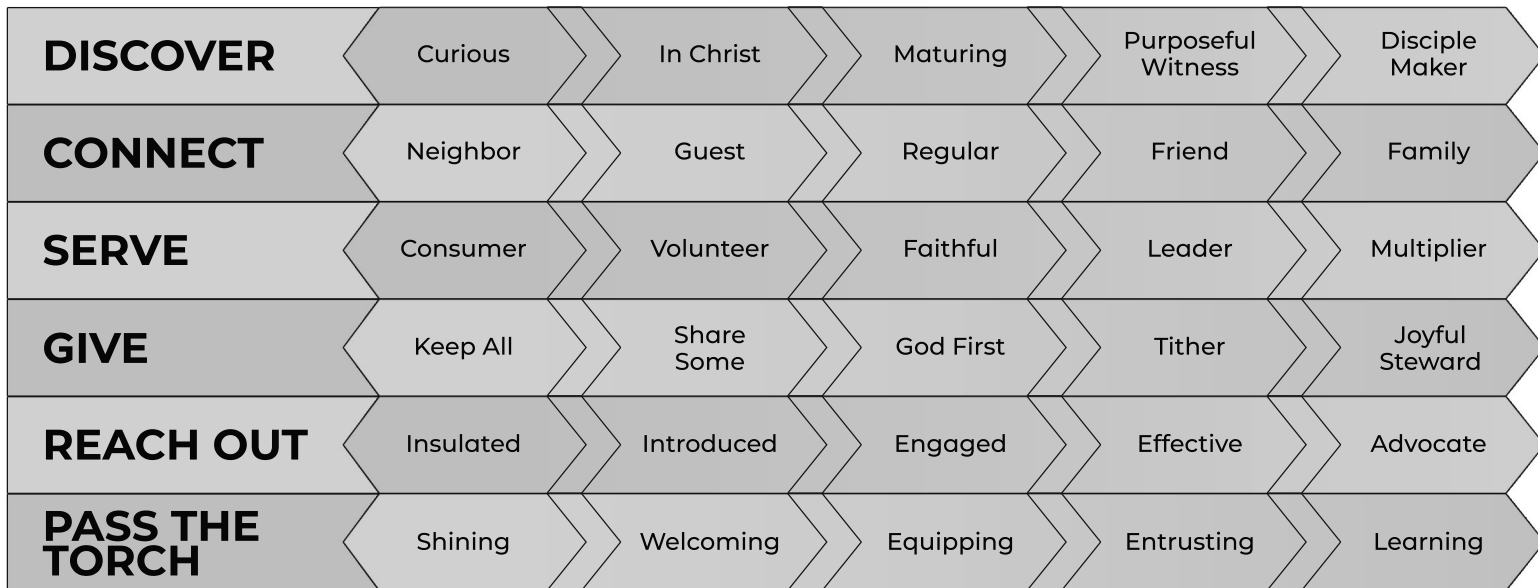 DISCOVER Curious In Christ Maturing Purposeful Witness Disciple Maker
CONNECT Neighbor Guest Regular Friend Family
SERVE Consumer Volunteer Faithful Leader Multiplier
GIVE Keep All Share Some God First Tither Joyful Steward
REACH OUT Insulated Introduced Engaged Effective Advocate
PASS THE TORCH Shining Welcoming Equipping Entrusting Learning